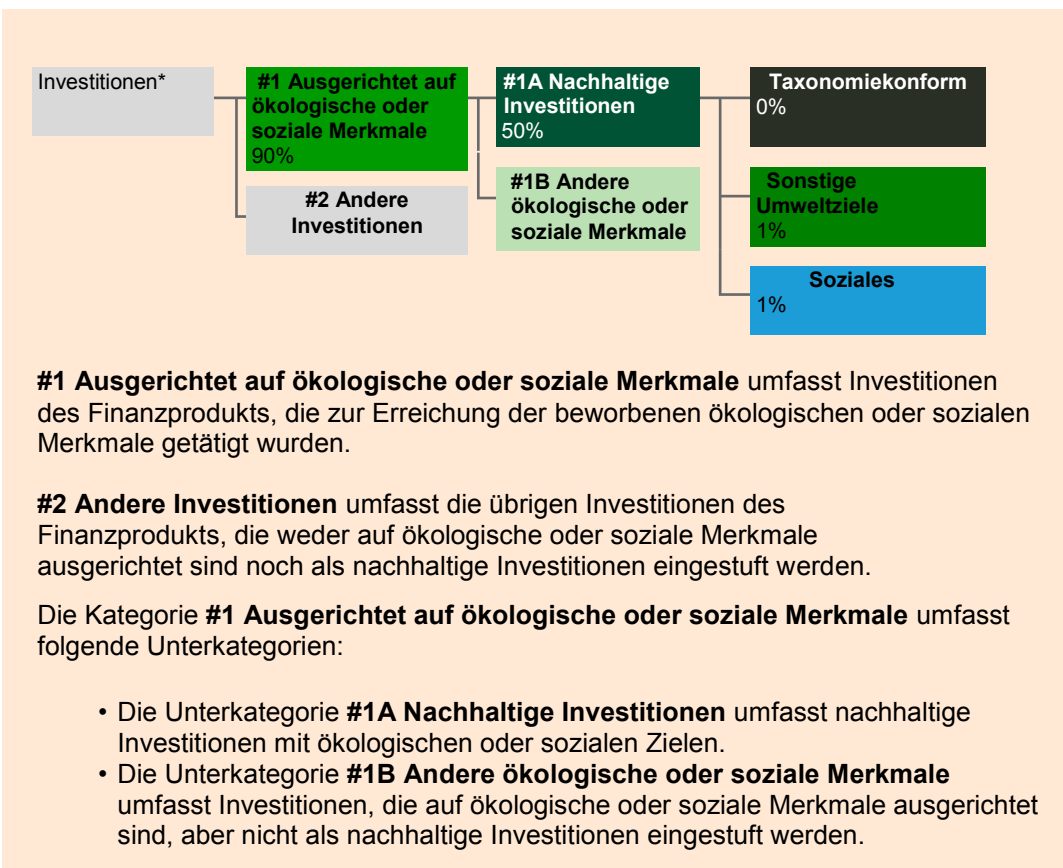 Investitionen*
#1 Ausgerichtet auf
ökologische oder
soziale Merkmale
90%
#2 Andere
Investitionen
#1A Nachhaltige
Investitionen
50%
#1B Andere
ökologische oder
soziale Merkmale
Taxonomiekonform
0%
Sonstige
Umweltziele
1%
Soziales
1%
#1 Ausgerichtet auf ökologische oder soziale Merkmale umfasst Investitionen
des Finanzprodukts, die zur Erreichung der beworbenen ökologischen oder sozialen
Merkmale getätigt wurden.
#2 Andere Investitionen umfasst die übrigen Investitionen des
Finanzprodukts, die weder auf ökologische oder soziale Merkmale
ausgerichtet sind noch als nachhaltige Investitionen eingestuft werden.
Die Kategorie #1 Ausgerichtet auf ökologische oder soziale Merkmale umfasst
folgende Unterkategorien:
• Die Unterkategorie #1A Nachhaltige Investitionen umfasst nachhaltige
Investitionen mit ökologischen oder sozialen Zielen.
• Die Unterkategorie #1B Andere ökologische oder soziale Merkmale
umfasst Investitionen, die auf ökologische oder soziale Merkmale ausgerichtet
sind, aber nicht als nachhaltige Investitionen eingestuft werden.